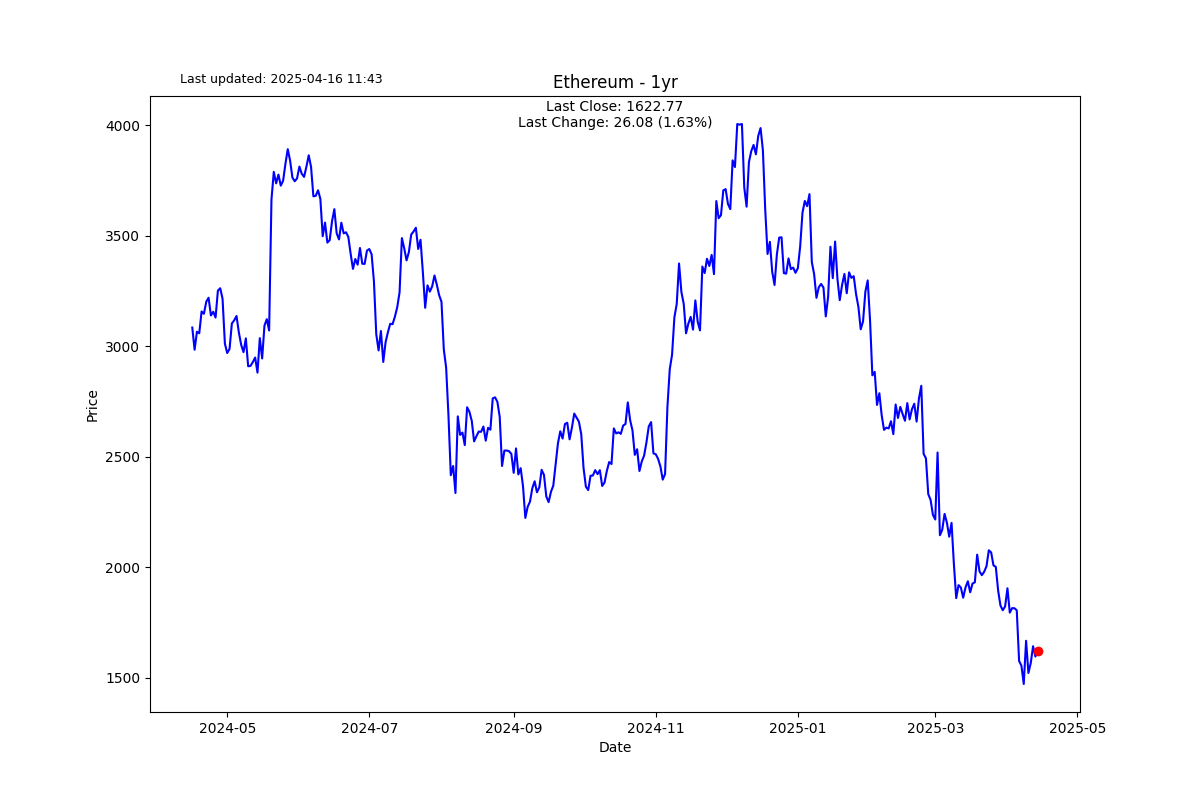 Last updated: 2025-04-16 11:43
Ethereum - 1yr
Last Close: 1622.77
Last Change: 26.08 (1.63%)
4000
3500
3000
2500
2000
1500
Price
2024-05
2024-07
2024-09
2024-11
2025-01
2025-03
2025-05
Date